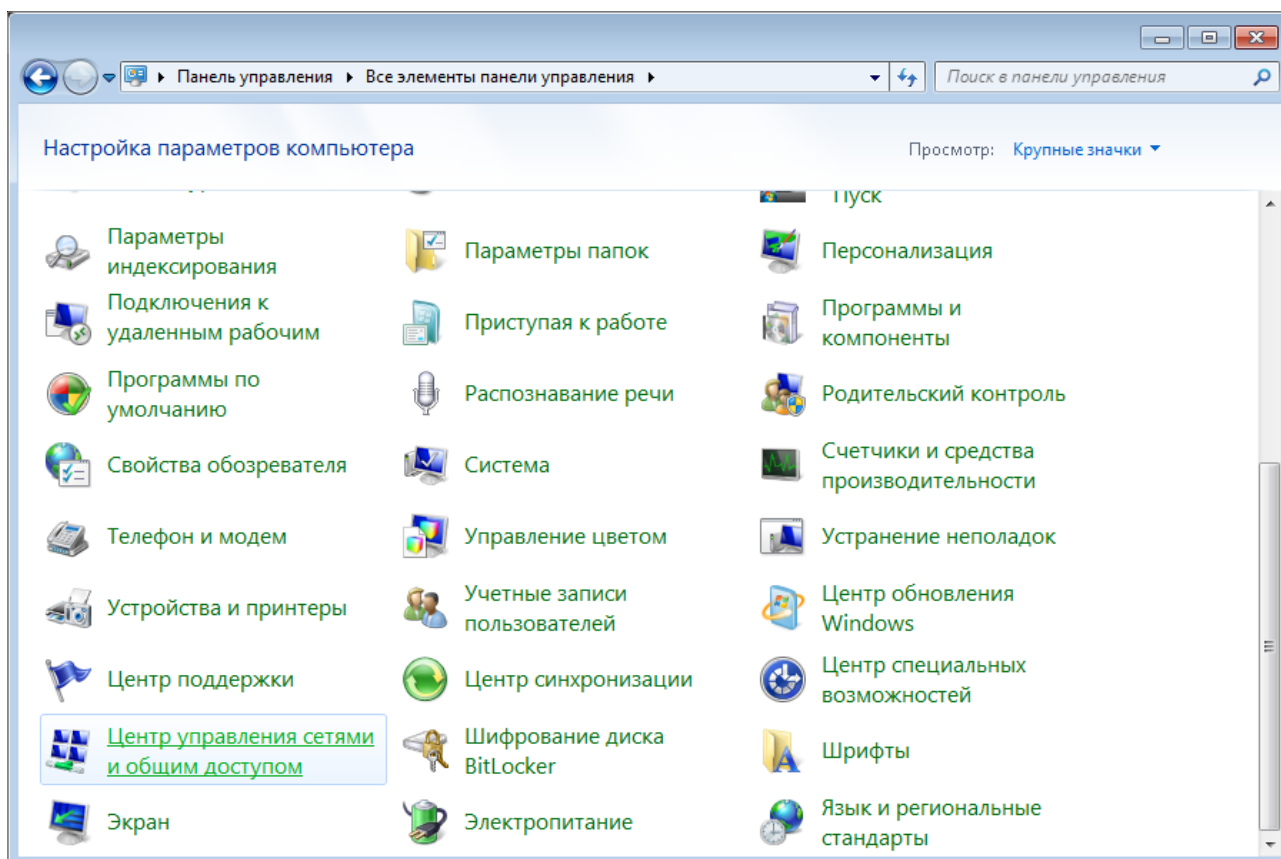 Панель управления ▸ Все элементы панели управления ▸
Поиск в панели управления
Настройка параметров компьютера
Просмотр: Крупные значки
Пуск
Параметры
индексирования
Параметры папок
Персонализация
Подключения к
удаленным рабочим
Приступая к работе
Программы и
компоненты
Программы по
умолчанию
Распознавание речи
Родительский контроль
Свойства обозревателя
Система
Счетчики и средства
производительности
Телефон и модем
Управление цветом
Устранение неполадок
Устройства и принтеры
Учетные записи
пользователей
Центр обновления
Windows
Центр поддержки
Центр синхронизации
Центр специальных
возможностей
Центр управления сетями
и общим доступом
Шифрование диска
BitLocker
Шрифты
Экран
Электропитание
Язык и региональные
стандарты